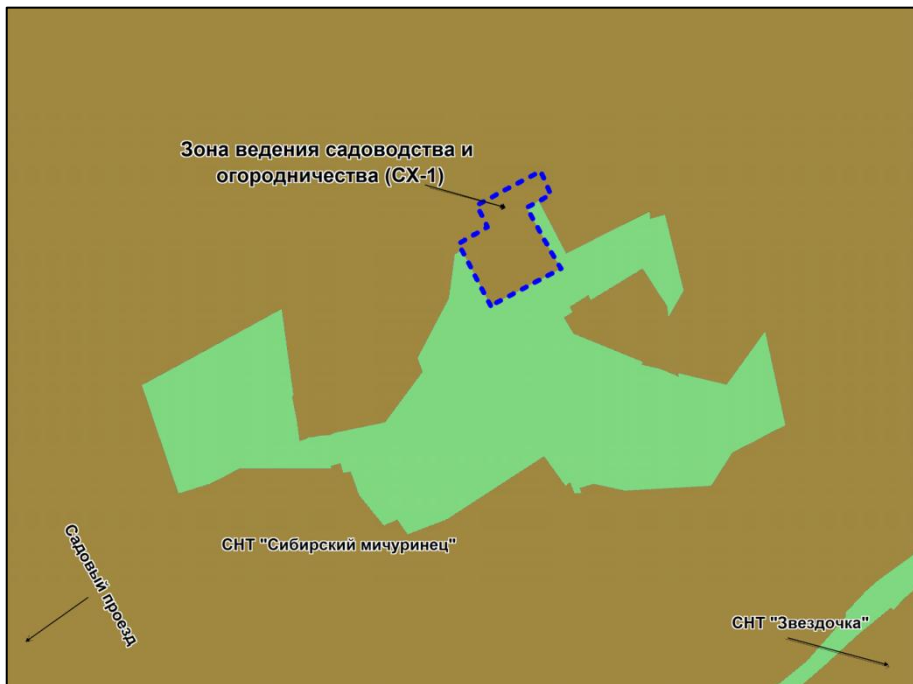 Зона ведения садоводства и
огородничества (СХ-1)
СНТ "Сибирский мичуринец"
Садовый проезд
СНТ "Звездочка"